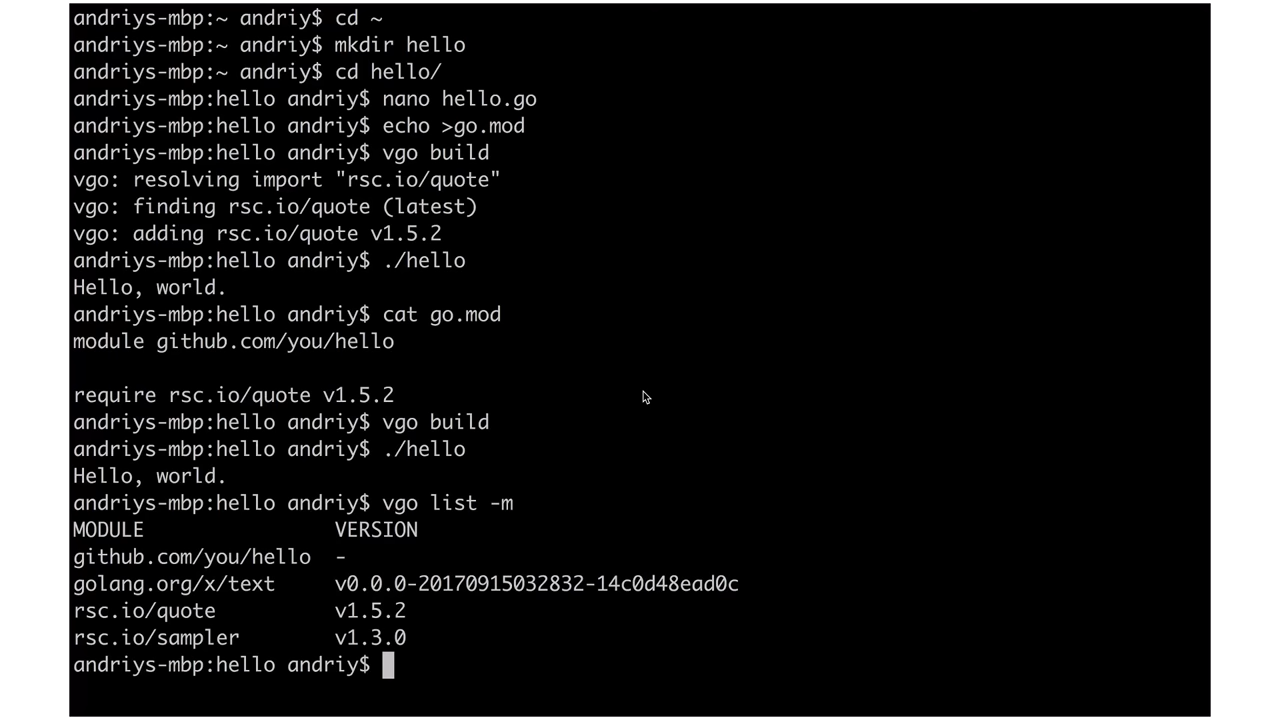 andriys-mbp:~ andriy$ cd ~
andriys-mbp:~ andriy$ mkdir hello
andriys-mbp:~ andriy$ cd hello/
andriys-mbp:hello andriy$ nano hello.go
andriys-mbp:hello andriy$ echo >go.mod
andriys-mbp:hello andriy$ vgo build
vgo: resolving import "rsc.io/quote"
vgo: finding rsc.io/quote (latest)
vgo: adding rsc.io/quote v1.5.2
andriys-mbp:hello andriy$ ./hello
Hello, world.
andriys-mbp:hello andriy$ cat go.mod
module github.com/you/hello
require rsc.io/quote v1.5.2
andriys-mbp:hello andriy$ vgo build
andriys-mbp:hello andriy$ ./hello
Hello, world.
andriys-mbp:hello andriy$ vgo list -m
MODULE VERSION
github.com/you/hello -
golang.org/x/text v0.0.0-20170915032832-14c0d48ead0c
rsc.io/quote v1.5.2
rsc.io/sampler v1.3.0
andriys-mbp:hello andriy$